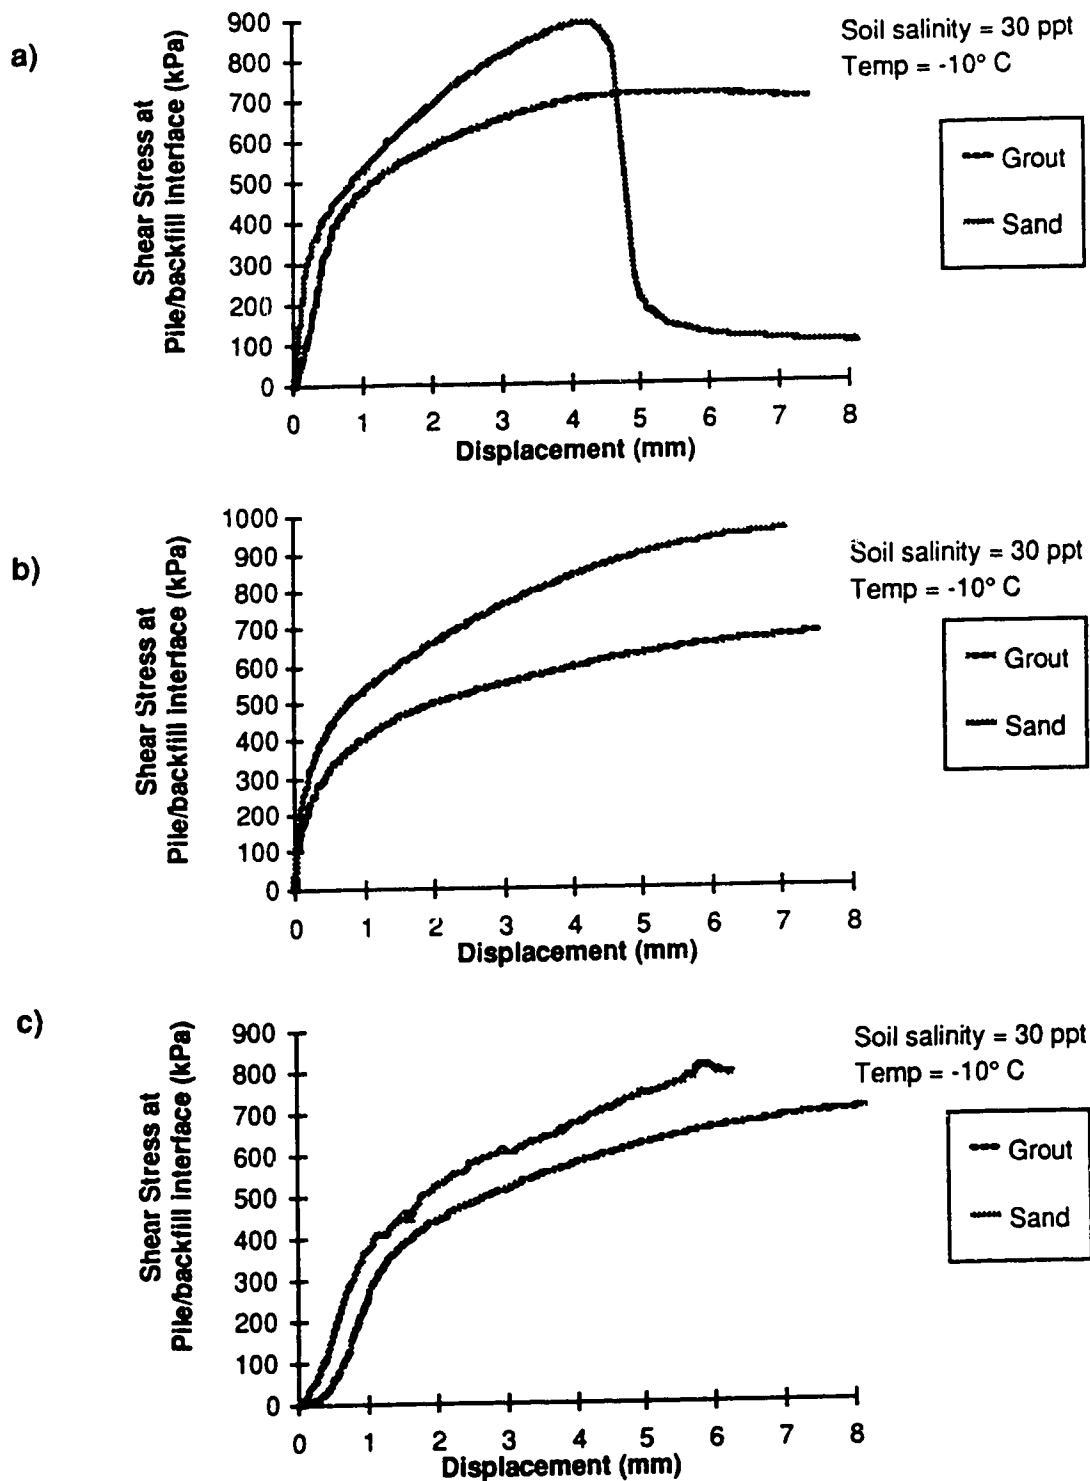 a)
Soil salinity = 30 ppt
Temp = -10° C
Shear Stress at
Pile/backfill Interface (kPa)
900
800
700
600
500
400
300
200
100
0
0 1 2 3 4 5 6 7 8
Displacement (mm)
Grout
Sand
b)
Soil salinity = 30 ppt
Temp = -10° C
Shear Stress at
Pile/backfill Interface (kPa)
1000
900
800
700
600
500
400
300
200
100
0
0 1 2 3 4 5 6 7 8
Displacement (mm)
Grout
Sand
c)
Soil salinity = 30 ppt
Temp = -10° C
Shear Stress at
Pile/backfill Interface (kPa)
900
800
700
600
500
400
300
200
100
0
0 1 2 3 4 5 6 7 8
Displacement (mm)
Grout
Sand